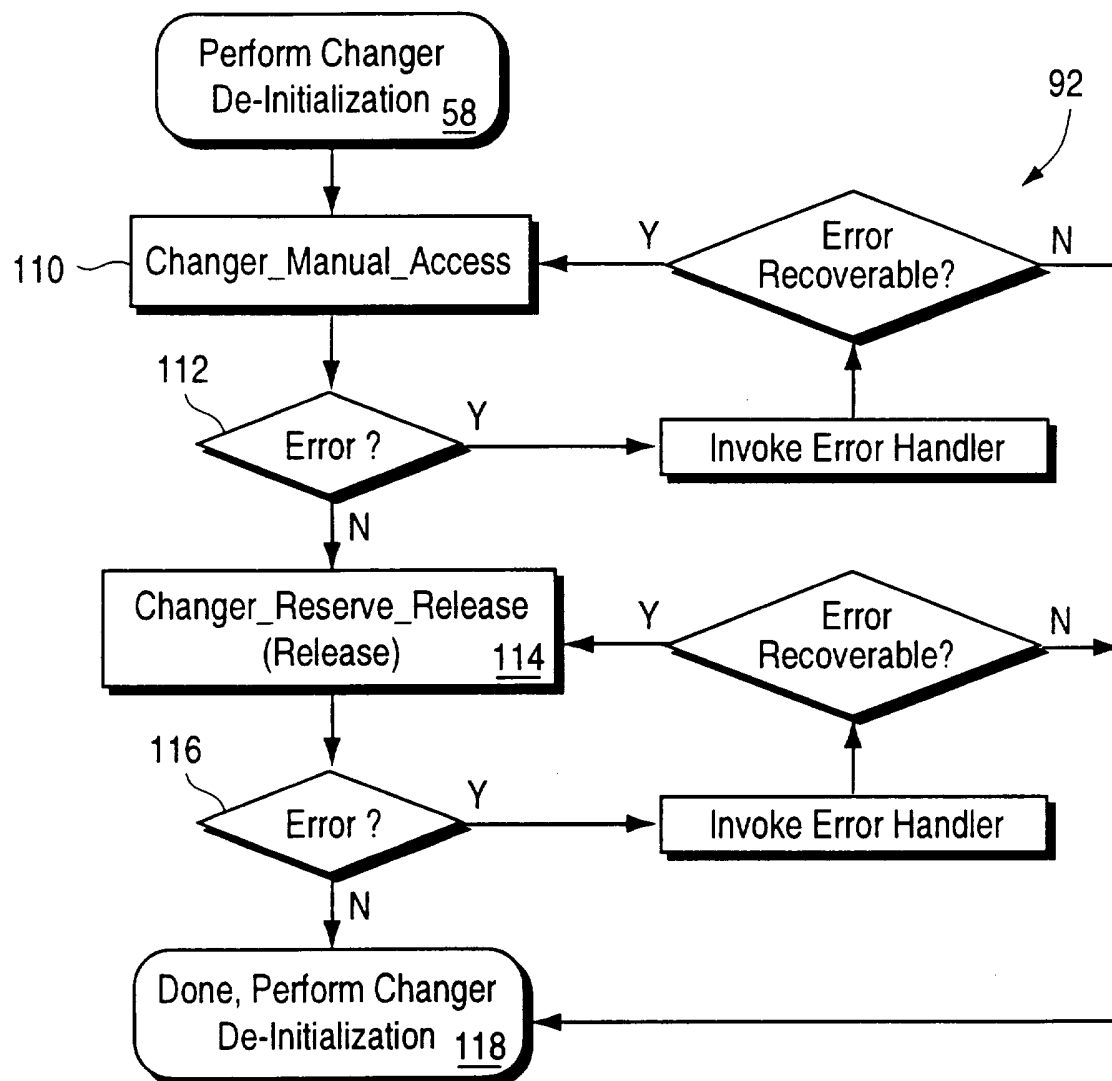 Perform Changer
De-Initialization 58
92
110
Changer_Manual_Access
Y
Error
Recoverable?
N
112
Error ?
Y
Invoke Error Handler
N
Changer_Reserve_Release
(Release)
114
Y
Error
Recoverable?
N
116
Error ?
Y
Invoke Error Handler
N
Done, Perform Changer
De-Initialization 118